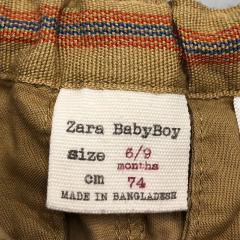 Zara BabyBoy
size 6/9
months
cm 74
MADE IN BANGLADESH